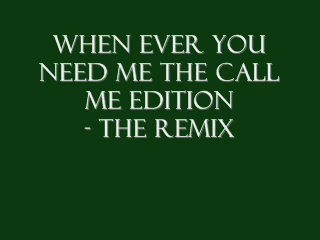 WHEN EVER YOU
NEED ME THE CALL
ME EDITION
- THE REMIX